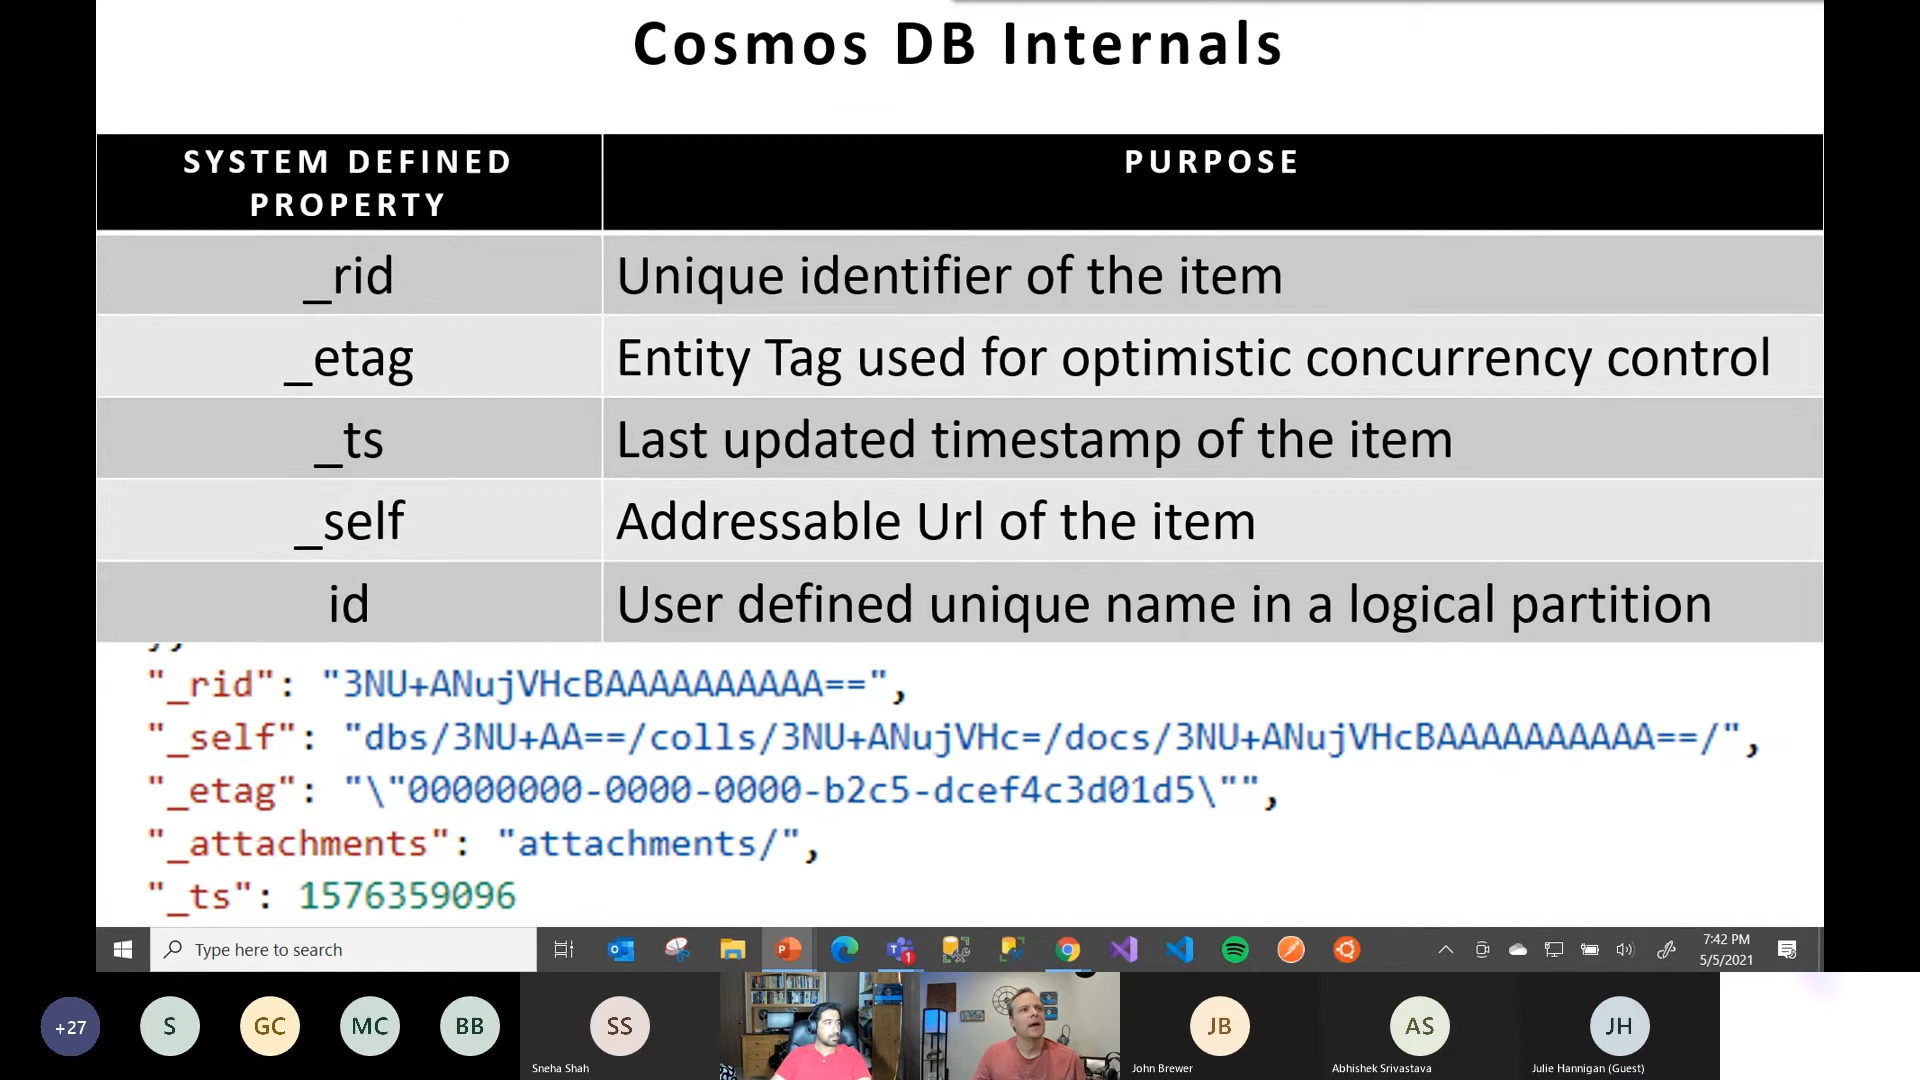 Cosmos DB Internals
SYSTEM DEFINED
PROPERTY
PURPOSE
_rid
Unique identifier of the item
_etag
Entity Tag used for optimistic concurrency control
_ts
Last updated timestamp of the item
_self
Addressable Url of the item
id
User defined unique name in a logical partition
"_rid": "3NU+ANujVHcBAAAAAAAAAA==",
"_self": "dbs/3NU+AA==/colls/3NU+ANujVHc=/docs/3NU+ANujVHcBAAAAAAAAAA==/",
"_etag": "\"00000000-0000-0000-b2c5-dcef4c3d01d5\"",
"_attachments": "attachments/",
"_ts": 1576359096
Type here to search
1
7:42 PM
5/5/2021
+27
S
GC
MC
BB
SS
Sneha Shah
JB
John Brewer
AS
Abhishek Srivastava
JH
Julie Hannigan (Guest)